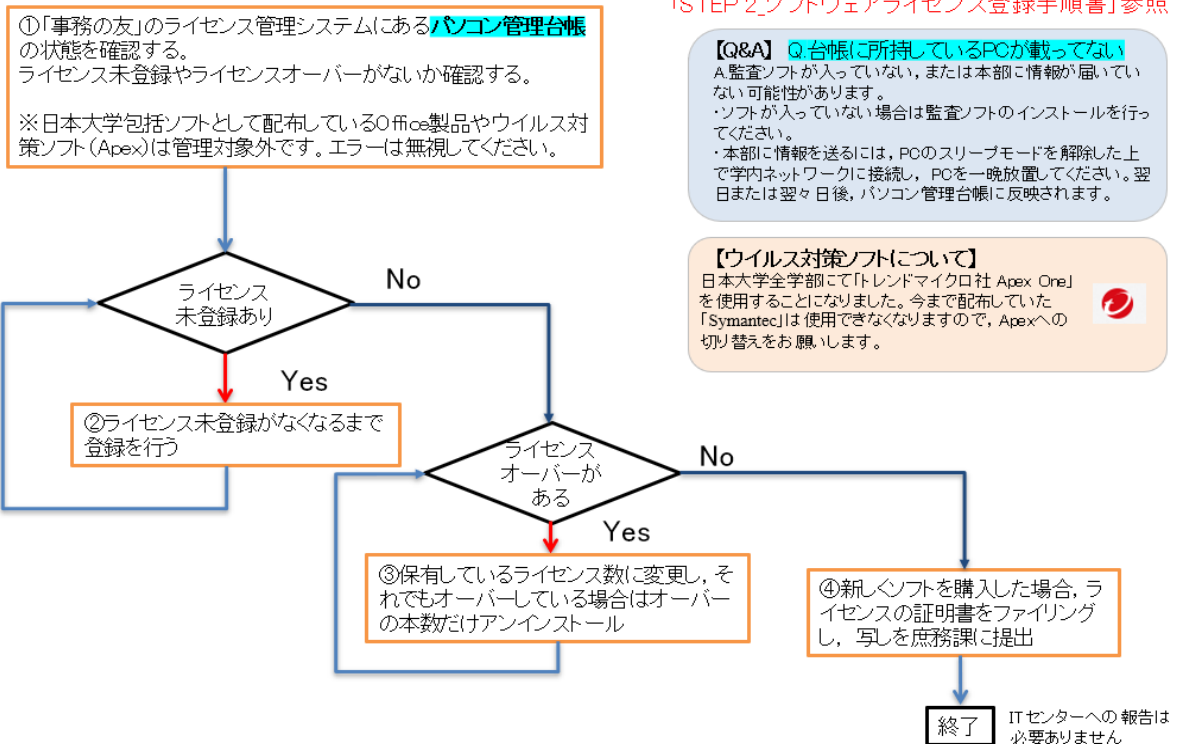 「STEP 2_ソフトウェアライセンス登録手順書」参照
①「事務の友」のライセンス管理システムにあるパソコン管理台帳
の状態を確認する。
ライセンス未登録やライセンスオーバーがないか確認する。
※日本大学包括ソフトとして配布しているOffice製品やウイルス対
策ソフト(Apex)は管理対象外です。エラーは無視してください。
【Q&A】 Q.台帳に所持しているPCが載ってない
A.監査ソフトが入っていない，または本部に情報が届いてい
ない可能性があります。
・ソフトが入っていない場合は監査ソフトのインストールを行っ
てください。
・本部に情報を送るには，PCのスリープモードを解除した上
で学内ネットワークに接続し， PCを一晩放置してください。翌
日または翌々日後，パソコン管理台帳に反映されます。
【ウイルス対策ソフトについて】
日本大学全学部にて「トレンドマイクロ社 Apex One」
を使用することになりました。今まで配布していた
「Symantec」は使用できなくなりますので，Apexへの
切り替えをお願いします。
ライセンス
未登録あり
No
Yes
②ライセンス未登録がなくなるまで
登録を行う
ライセンス
オーバーが
ある
No
Yes
③保有しているライセンス数に変更し，そ
れでもオーバーしている場合はオーバー
の本数だけアンインストール
④新しくソフトを購入した場合，ラ
イセンスの証明書をファイリング
し， 写しを庶務課に提出
終了
ITセンターへの報告は
必要ありません